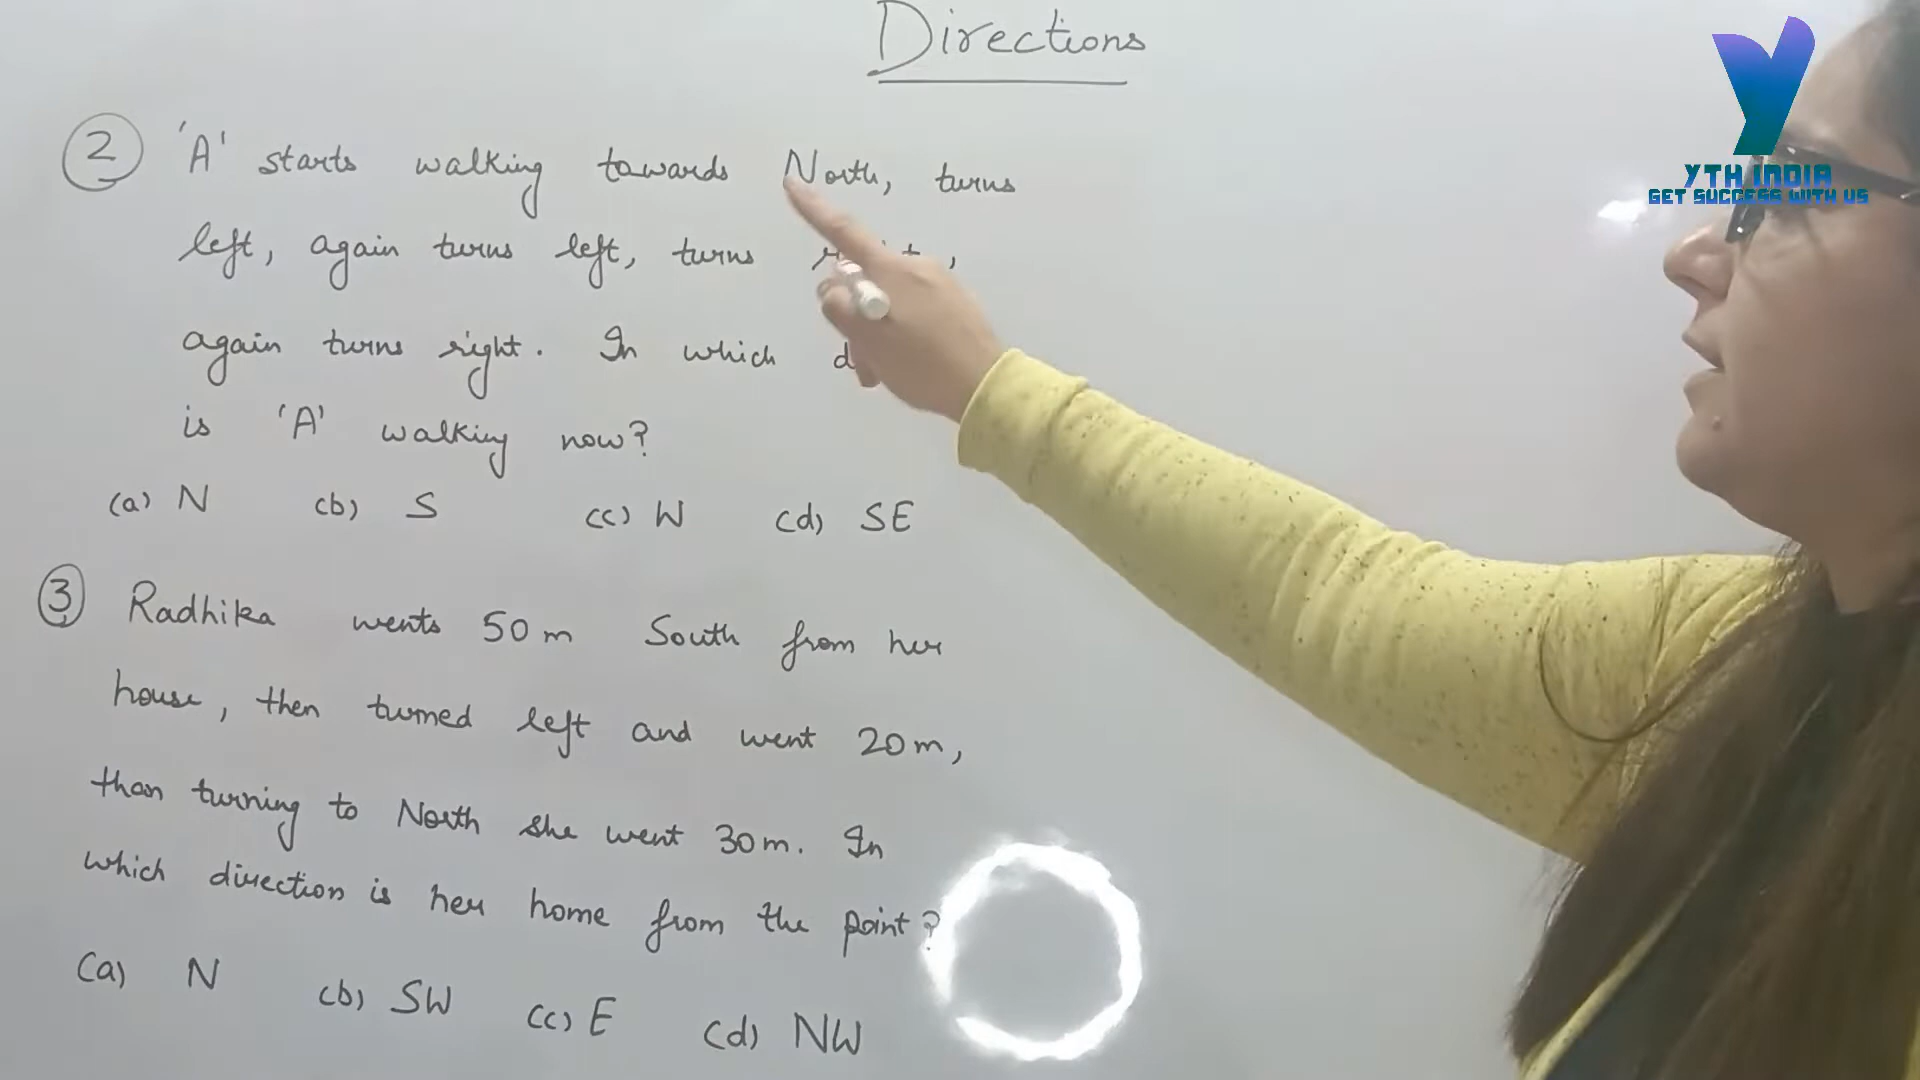 Directions
YTH INDIA
GET SUCCESS WITH US
2 'A' starts walking towards North, turns
left, again turns left, turns
again turns right. In which
is 'A' walking now?
(a) N (b) S (c) W (d) SE
3 Radhika wents 50m South from her
house, then turned left and went 20m,
than turning to North she went 30m. In
which direction is her home from the point?
(a) N (b) SW (c) E (d) NW